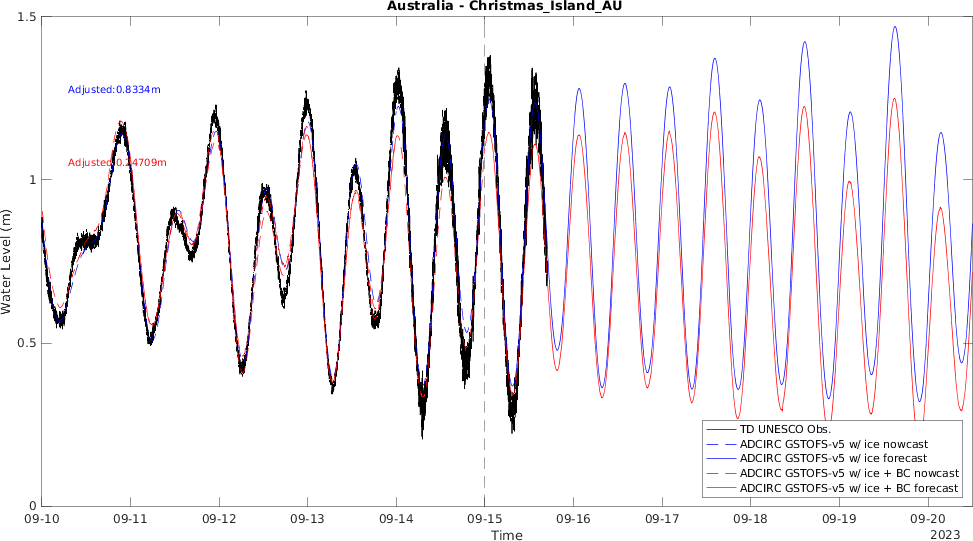 Australia - Christmas_Island_AU
1.5
Adjusted:0.8334m
Adjusted:0.24709m
1
Water Level (m)
0.5
TD UNESCO Obs.
ADCIRC GSTOFS-v5 w/ ice nowcast
ADCIRC GSTOFS-v5 w/ ice forecast
ADCIRC GSTOFS-v5 w/ ice + BC nowcast
ADCIRC GSTOFS-v5 w/ ice + BC forecast
0
09-10 09-11 09-12 09-13 09-14 09-15 09-16 09-17 09-18 09-19 09-20
Time
2023